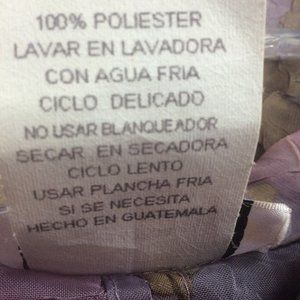 100% POLIESTER
LAVAR EN LAVADORA
CON AGUA FRIA
CICLO DELICADO
NO USAR BLANQUEADOR
SECAR EN SECADORA
CICLO LENTO
USAR PLANCHA FRIA
SI SE NECESITA
HECHO EN GUATEMALA